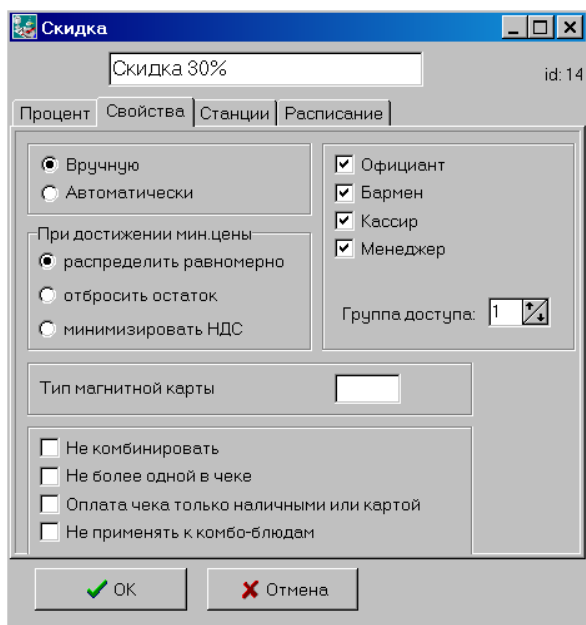 Скидка
Скидка 30%
id: 14
Процент Свойства Станции Расписание
Вручную
Автоматически
При достижении мин.цены
распределить равномерно
отбросить остаток
минимизировать НДС
Официант
Бармен
Кассир
Менеджер
Группа доступа: 1
Тип магнитной карты
Не комбинировать
Не более одной в чеке
Оплата чека только наличными или картой
Не применять к комбо-блюдам
OK Отмена